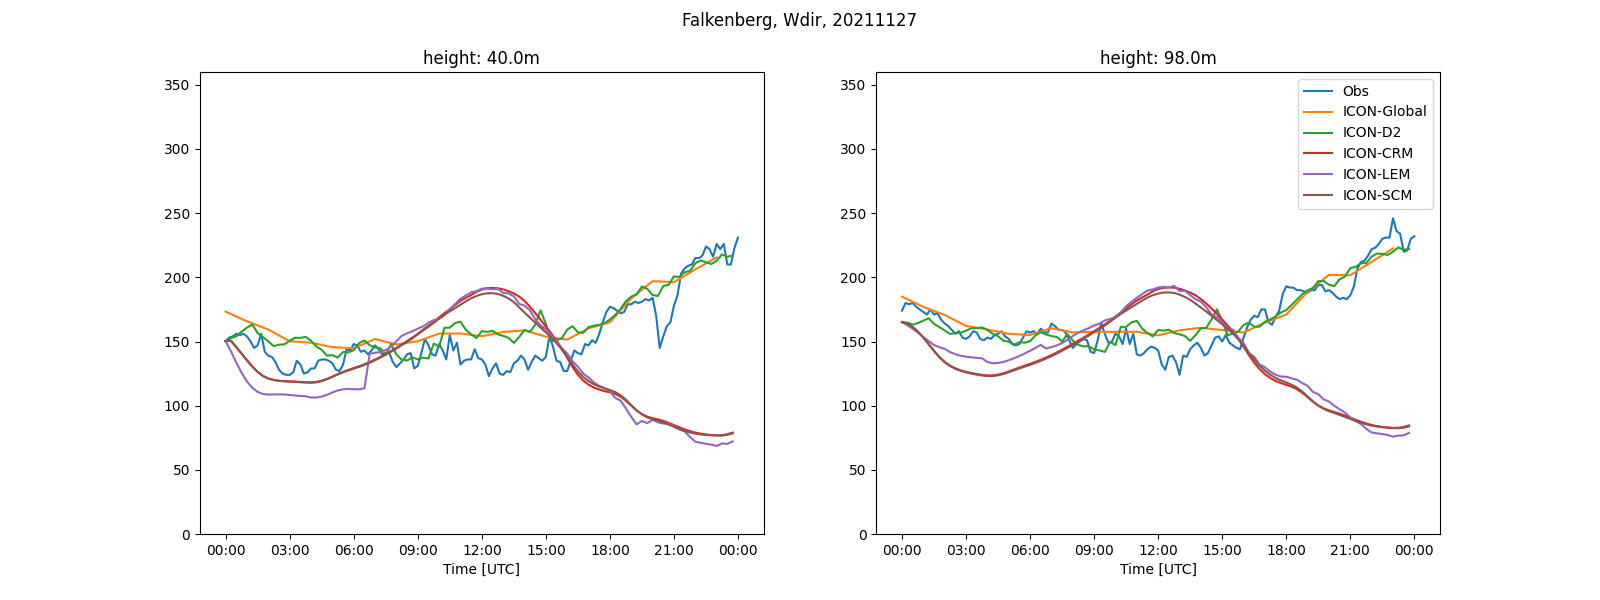 Falkenberg, Wdir, 20211127
height: 40.0m
350
300
250
200
150
100
50
0
00:00 03:00 06:00 09:00 12:00 15:00 18:00 21:00 00:00
Time [UTC]
height: 98.0m
350
300
250
200
150
100
50
0
00:00 03:00 06:00 09:00 12:00 15:00 18:00 21:00 00:00
Time [UTC]
Obs
ICON-Global
ICON-D2
ICON-CRM
ICON-LEM
ICON-SCM